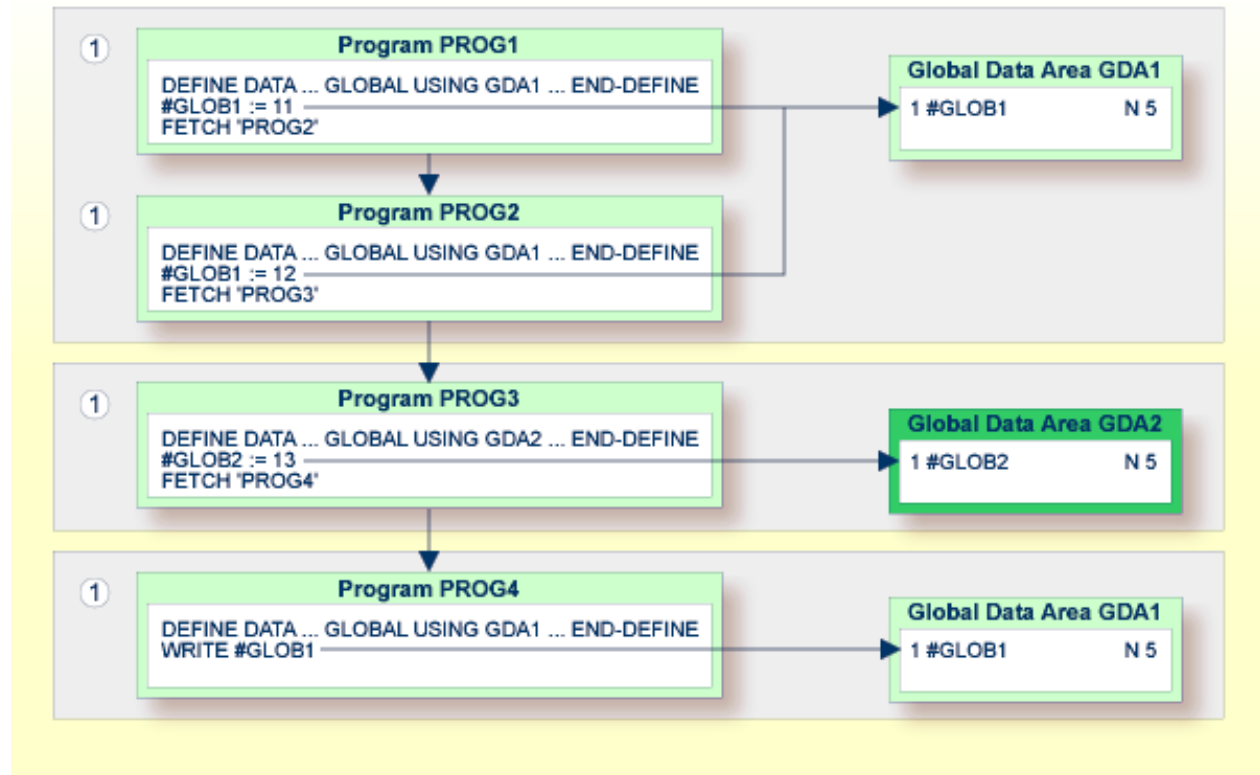 1
Program PROG1
DEFINE DATA ... GLOBAL USING GDA1 ... END-DEFINE
#GLOB1 := 11
FETCH 'PROG2'
Global Data Area GDA1
1 #GLOB1 N 5
1
Program PROG2
DEFINE DATA ... GLOBAL USING GDA1 ... END-DEFINE
#GLOB1 := 12
FETCH 'PROG3'
1
Program PROG3
DEFINE DATA ... GLOBAL USING GDA2 ... END-DEFINE
#GLOB2 := 13
FETCH 'PROG4'
Global Data Area GDA2
1 #GLOB2 N 5
1
Program PROG4
DEFINE DATA ... GLOBAL USING GDA1 ... END-DEFINE
WRITE #GLOB1
Global Data Area GDA1
1 #GLOB1 N 5